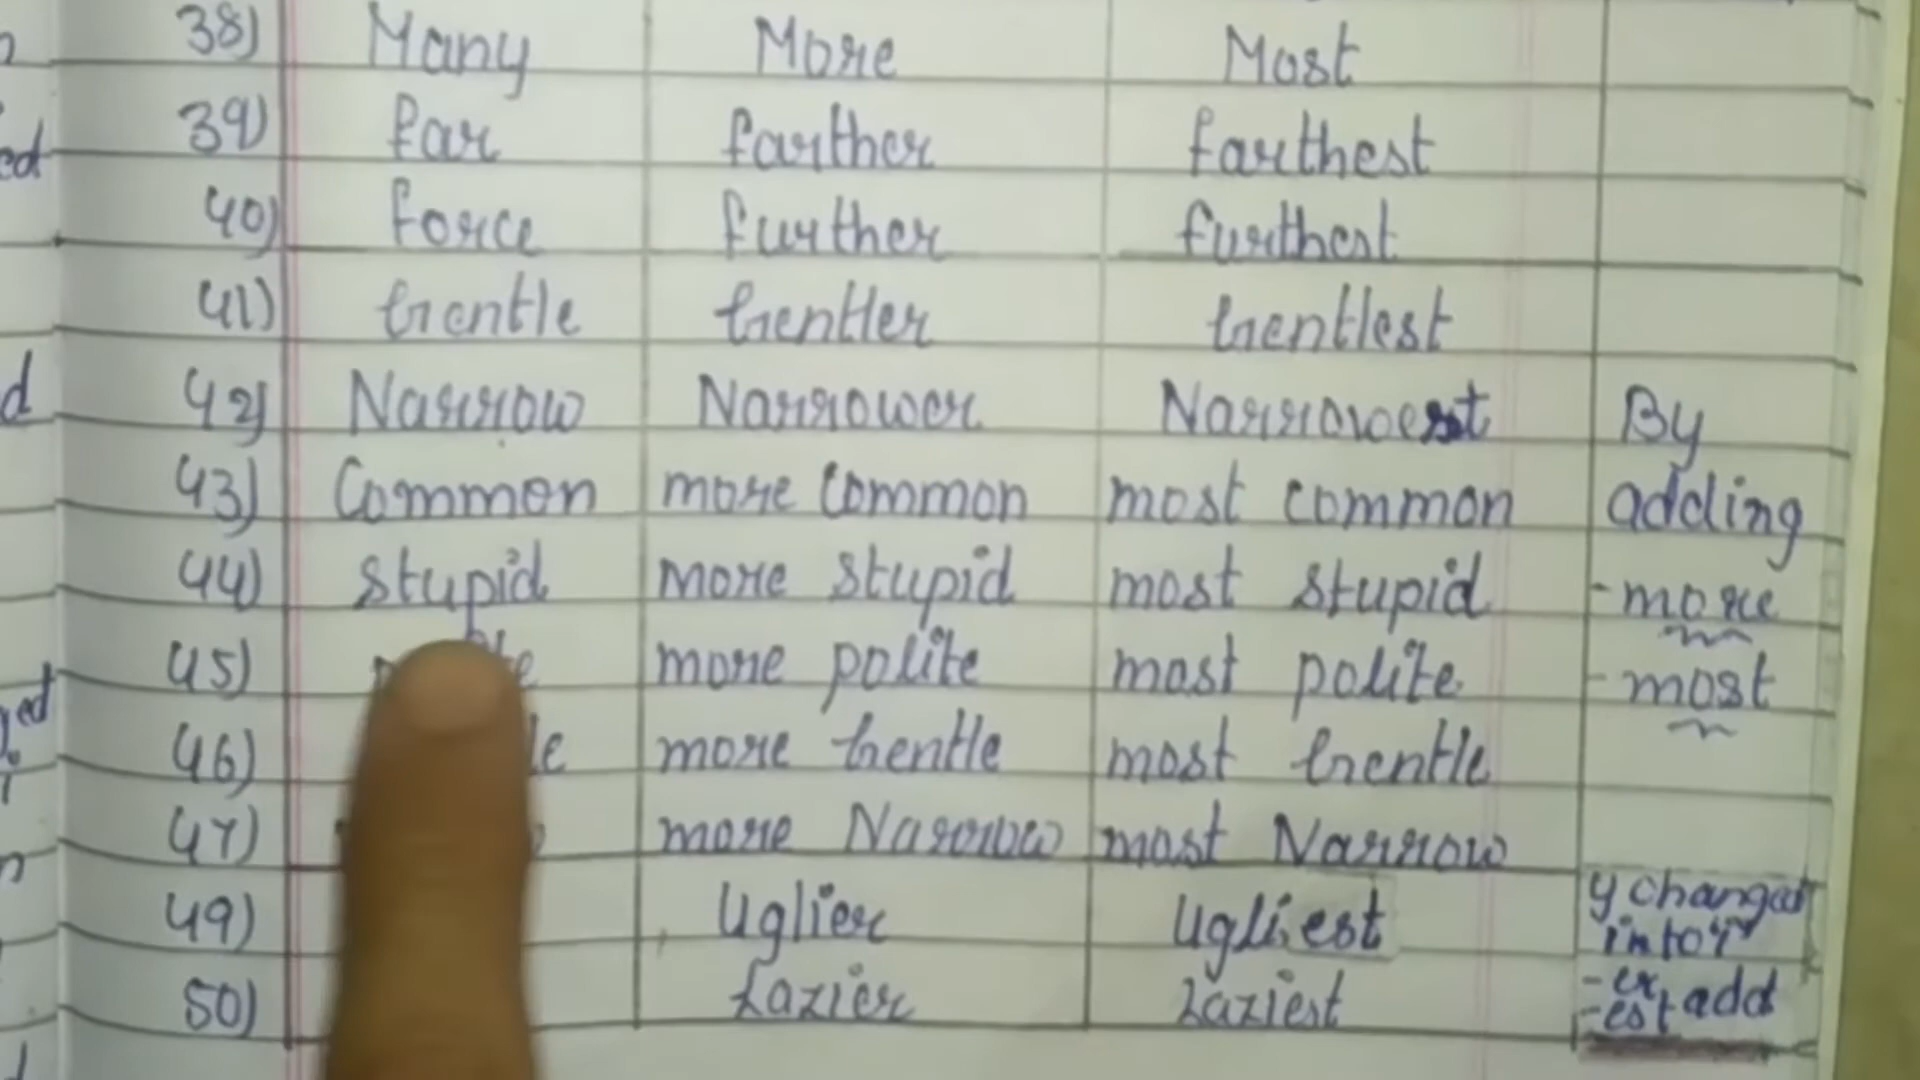 38) Many More Most
39) far farther farthest
40) force further furthest
41) Gentle Gentler Gentlest
42) Narrow Narrower Narrowest By
43) Common more common most common adding
44) stupid more stupid most stupid - more
45) more polite most polite - most
46) more Gentle most Gentle
47) more Narrow most Narrow
49) Uglier Ugliest y changed into i
50) Lazier Laziest - er - est add